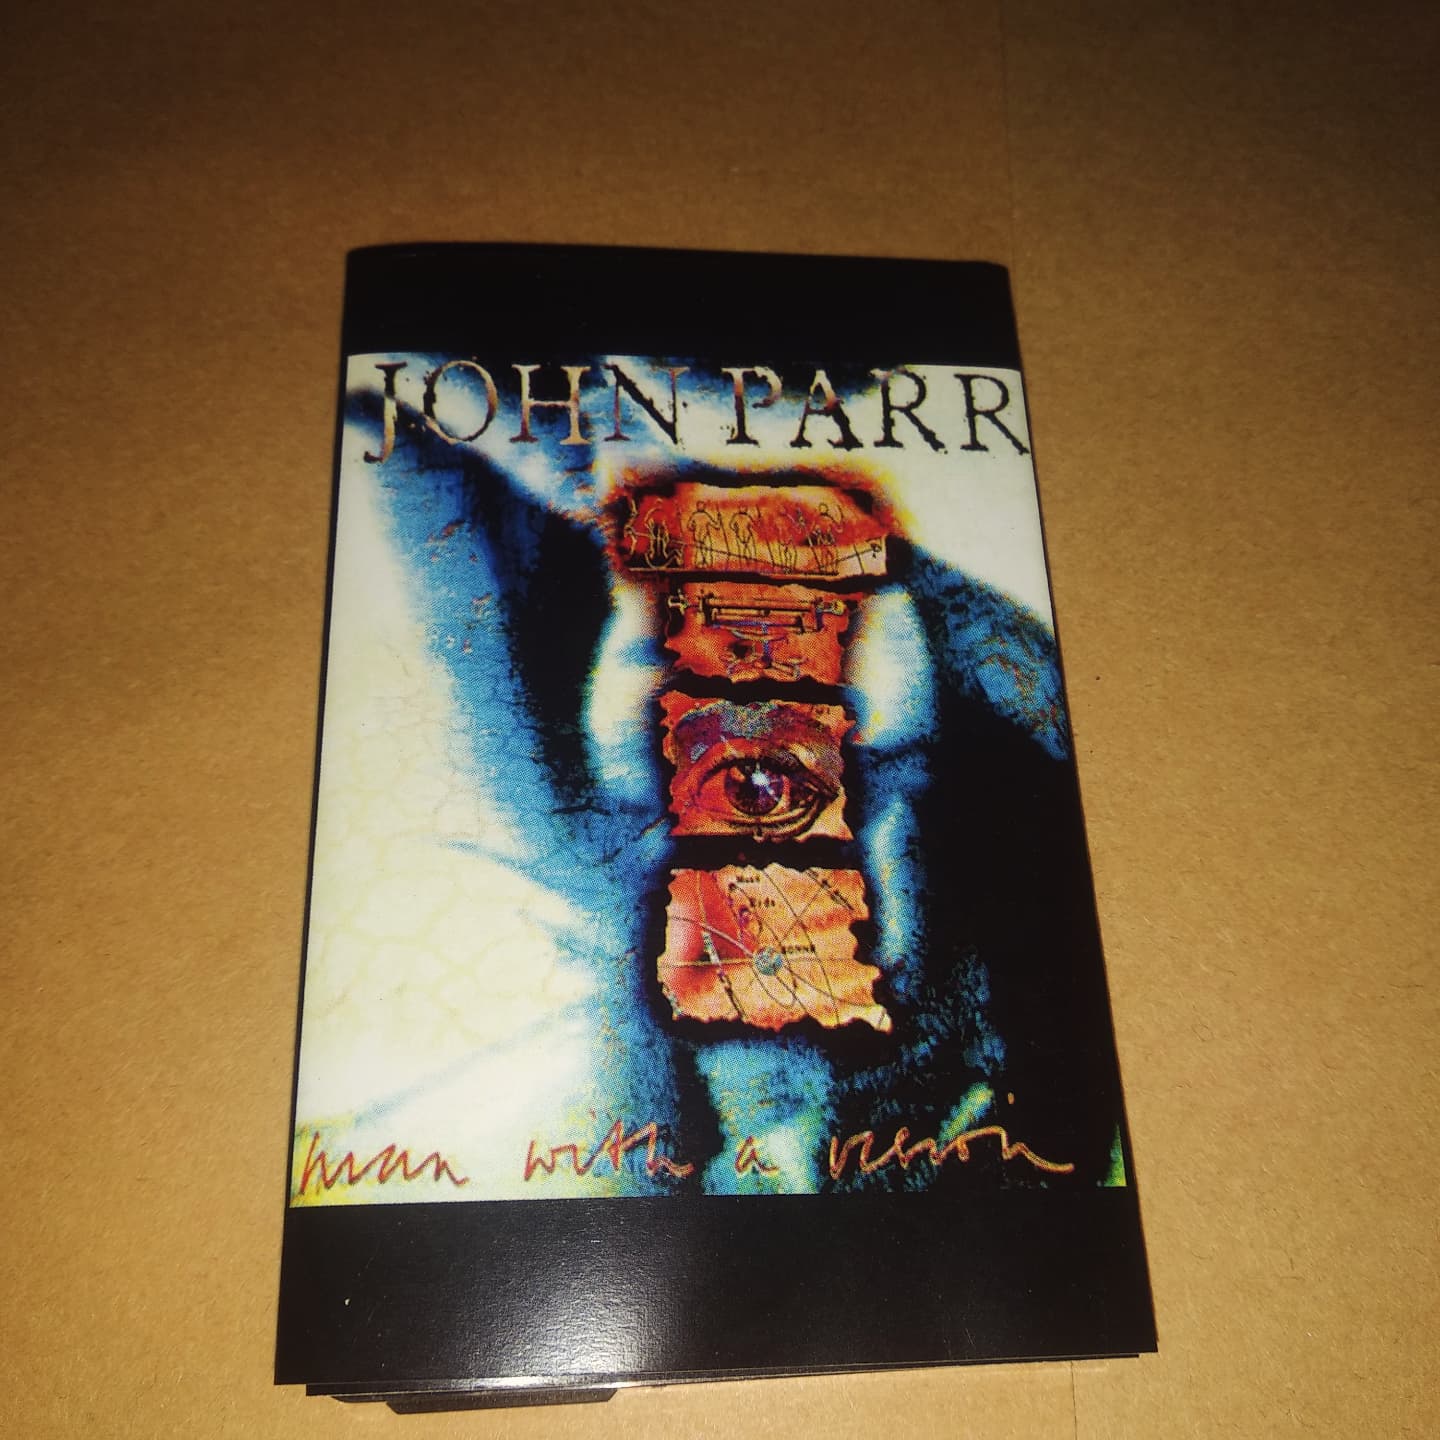 JOHN PARR
man with a vision